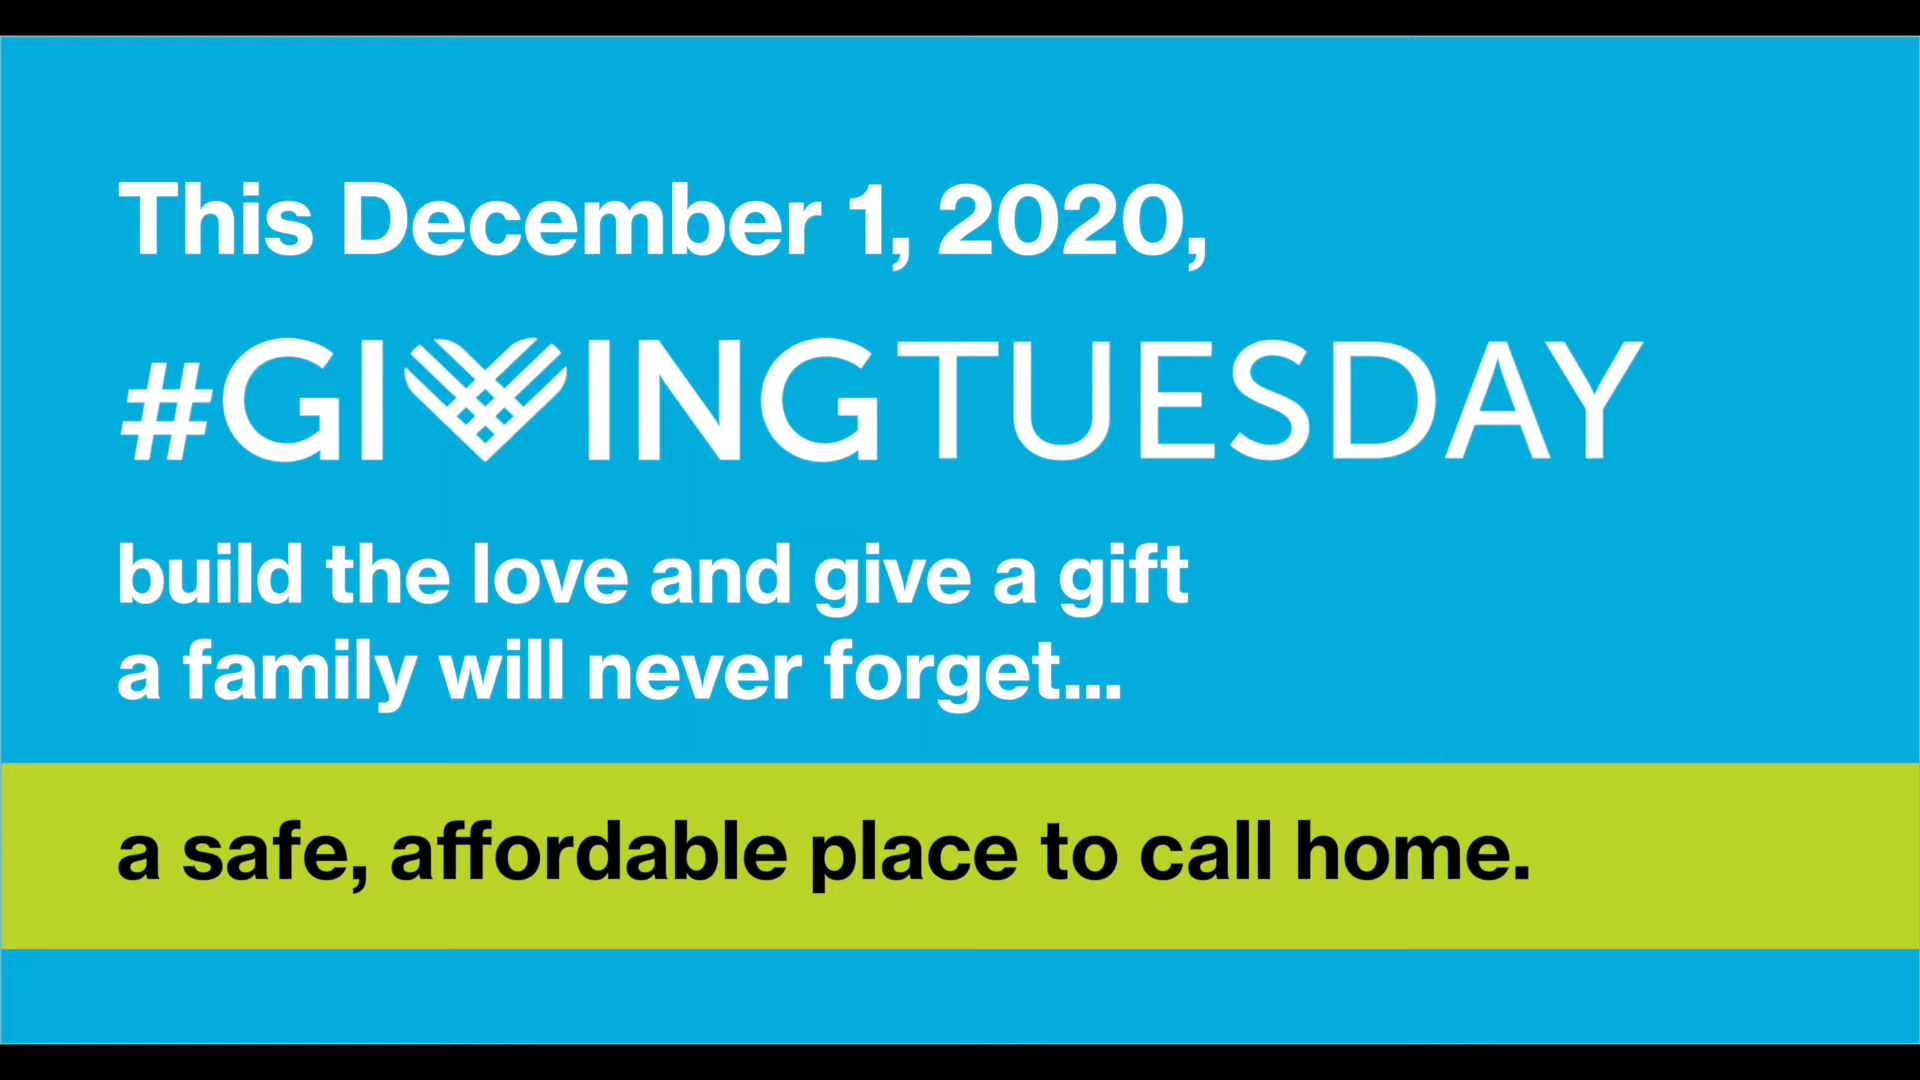 This December 1, 2020,
#GIVINGTUESDAY
build the love and give a gift
a family will never forget...
a safe, affordable place to call home.